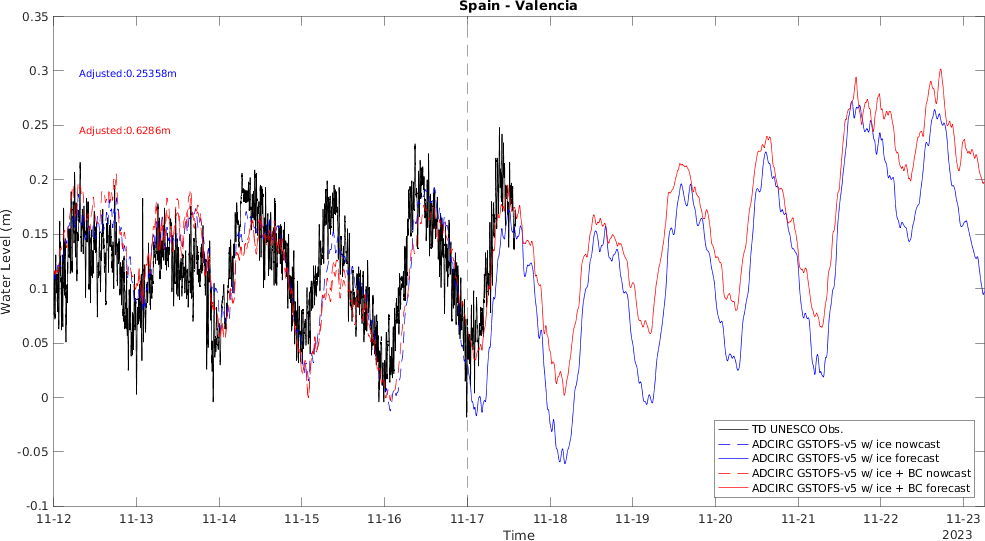 Spain - Valencia
0.35
0.3
0.25
0.2
0.15
0.1
0.05
0
-0.05
-0.1
Water Level (m)
Adjusted:0.25358m
Adjusted:0.6286m
TD UNESCO Obs.
ADCIRC GSTOFS-v5 w/ ice nowcast
ADCIRC GSTOFS-v5 w/ ice forecast
ADCIRC GSTOFS-v5 w/ ice + BC nowcast
ADCIRC GSTOFS-v5 w/ ice + BC forecast
11-12 11-13 11-14 11-15 11-16 11-17 11-18 11-19 11-20 11-21 11-22 11-23
Time
2023